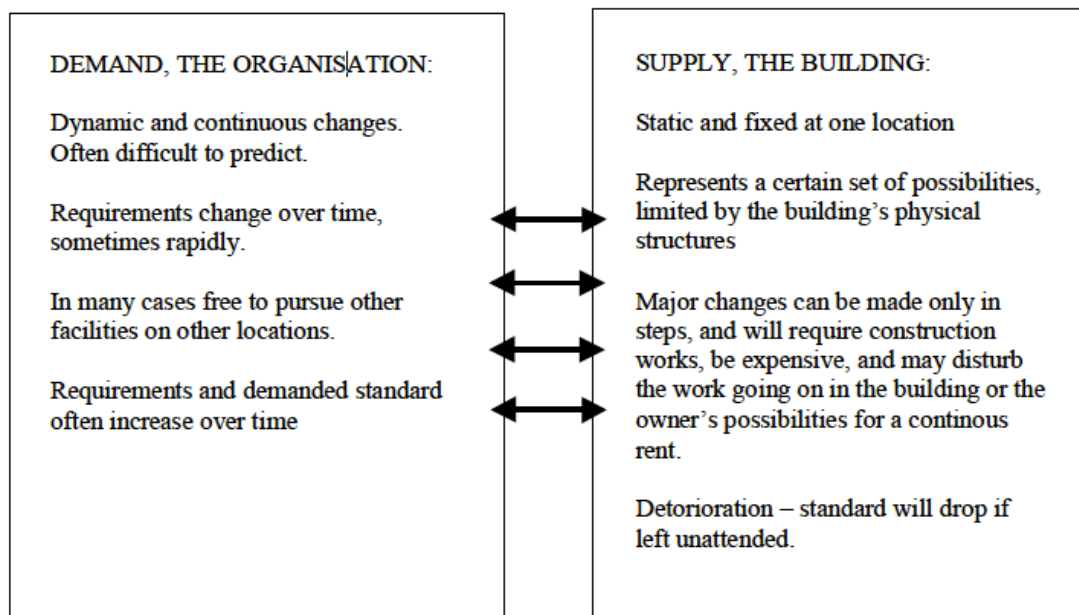 DEMAND, THE ORGANISATION:
Dynamic and continuous changes.
Often difficult to predict.
Requirements change over time,
sometimes rapidly.
In many cases free to pursue other
facilities on other locations.
Requirements and demanded standard
often increase over time
SUPPLY, THE BUILDING:
Static and fixed at one location
Represents a certain set of possibilities,
limited by the building’s physical
structures
Major changes can be made only in
steps, and will require construction
works, be expensive, and may disturb
the work going on in the building or the
owner’s possibilities for a continous
rent.
Detorioration – standard will drop if
left unattended.